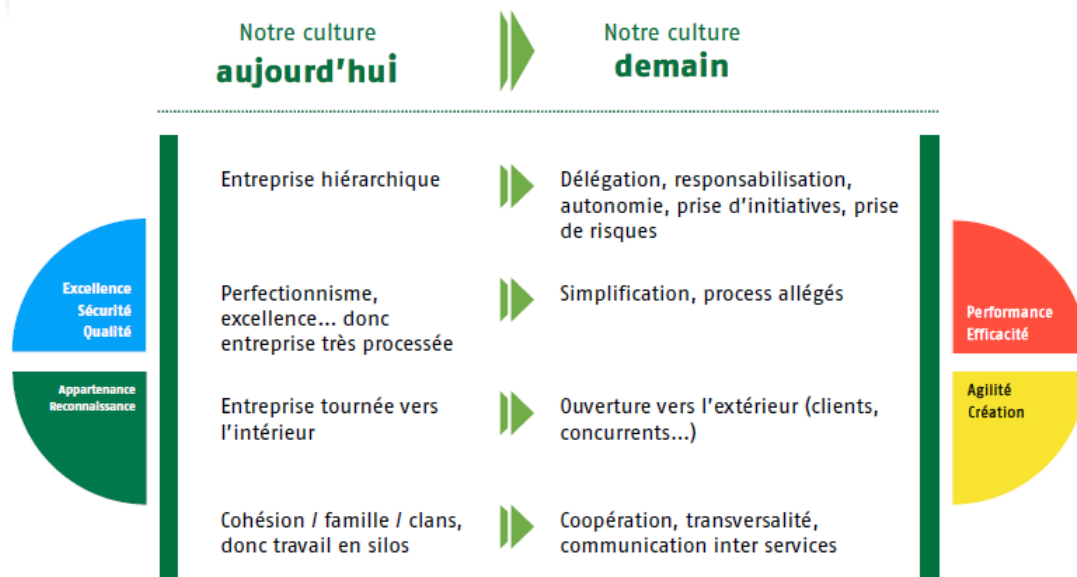 Notre culture
aujourd'hui
Notre culture
demain
Entreprise hiérarchique
Délégation, responsabilisation,
autonomie, prise d'initiatives, prise
de risques
Excellence
Sécurité
Qualité
Perfectionnisme,
excellence... donc
entreprise très processée
Simplification, process allégés
Performance
Efficacité
Appartenance
Reconnaissance
Entreprise tournée vers
l'intérieur
Ouverture vers l'extérieur (clients,
concurrents...)
Agilité
Création
Cohésion / famille / clans,
donc travail en silos
Coopération, transversalité,
communication inter services